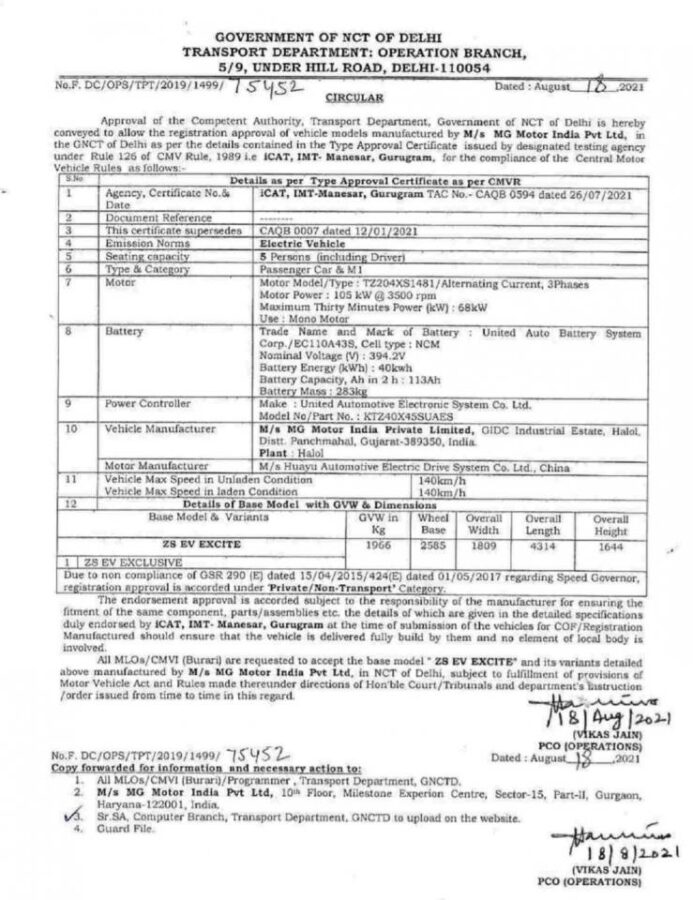 GOVERNMENT OF NCT OF DELHI
TRANSPORT DEPARTMENT: OPERATION BRANCH,
5/9, UNDER HILL ROAD, DELHI-110054
No.F. DC/OPS/TPT/2019/1499/ 75452 Dated : August 18 ,2021
CIRCULAR
Approval of the Competent Authority, Transport Department, Government of NCT of Delhi is hereby
conveyed to allow the registration approval of vehicle models manufactured by M/s MG Motor India Pvt Ltd, in
the GNCT of Delhi as per the details contained in the Type Approval Certificate issued by designated testing agency
under Rule 126 of CMV Rule, 1989 i.e iCAT, IMT- Manesar, Gurugram, for the compliance of the Central Motor
Vehicle Rules as follows:-
S.No Details as per Type Approval Certificate as per CMVR
1 Agency, Certificate No.& iCAT, IMT-Manesar, Gurugram TAC No.- CAQB 0594 dated 26/07/2021
Date
2 Document Reference --------
3 This certificate supersedes CAQB 0007 dated 12/01/2021
4 Emission Norms Electric Vehicle
5 Seating capacity 5 Persons (including Driver)
6 Type & Category Passenger Car & M1
7 Motor Motor Model/Type : TZ204XS1481/Alternating Current, 3Phases
Motor Power : 105 kW @ 3500 rpm
Maximum Thirty Minutes Power (kW) : 68kW
Use : Mono Motor
8 Battery Trade Name and Mark of Battery : United Auto Battery System
Corp./EC110A43S, Cell type : NCM
Nominal Voltage (V) : 394.2V
Battery Energy (kWh) : 40kwh
Battery Capacity, Ah in 2 h : 113Ah
Battery Mass : 283kg
9 Power Controller Make : United Automotive Electronic System Co. Ltd.
Model No/Part No. : KTZ40X45SUAES
10 Vehicle Manufacturer M/s MG Motor India Private Limited, GIDC Industrial Estate, Halol,
Distt. Panchmahal, Gujarat-389350, India.
Plant : Halol
Motor Manufacturer M/s Huayu Automotive Electric Drive System Co. Ltd., China
11 Vehicle Max Speed in Unladen Condition 140km/h
Vehicle Max Speed in laden Condition 140km/h
12 Details of Base Model with GVW & Dimensions
Base Model & Variants GVW in Kg Wheel Base Overall Width Overall Length Overall Height
ZS EV EXCITE 1966 2585 1809 4314 1644
1 ZS EV EXCLUSIVE
Due to non compliance of GSR 290 (E) dated 15/04/2015/424(E) dated 01/05/2017 regarding Speed Governor,
registration approval is accorded under 'Private/Non-Transport' Category.
The endorsement approval is accorded subject to the responsibility of the manufacturer for ensuring the
fitment of the same component, parts/assemblies etc. the details of which are given in the detailed specifications
duly endorsed by iCAT, IMT- Manesar, Gurugram at the time of submission of the vehicles for COF/Registration
Manufactured should ensure that the vehicle is delivered fully build by them and no element of local body is
involved.
All MLOs/CMVI (Burari) are requested to accept the base model " ZS EV EXCITE" and its variants detailed
above manufactured by M/s MG Motor India Pvt Ltd, in NCT of Delhi, subject to fulfillment of provisions of
Motor Vehicle Act and Rules made thereunder directions of Hon'ble Court/Tribunals and department's instruction
/order issued from time to time in this regard.
18/Aug/2021
(VIKAS JAIN)
PCO (OPERATIONS)
No.F. DC/OPS/TPT/2019/1499/ 75452 Dated : August 18 ,2021
Copy forwarded for information and necessary action to:
1. All MLOs/CMVI (Burari)/Programmer , Transport Department, GNCTD.
2. M/s MG Motor India Pvt Ltd, 10th Floor, Milestone Experion Centre, Sector-15, Part-II, Gurgaon,
Haryana-122001, India.
3. Sr.SA, Computer Branch, Transport Department, GNCTD to upload on the website.
4. Guard File.
18/8/2021
(VIKAS JAIN)
PCO (OPERATIONS)